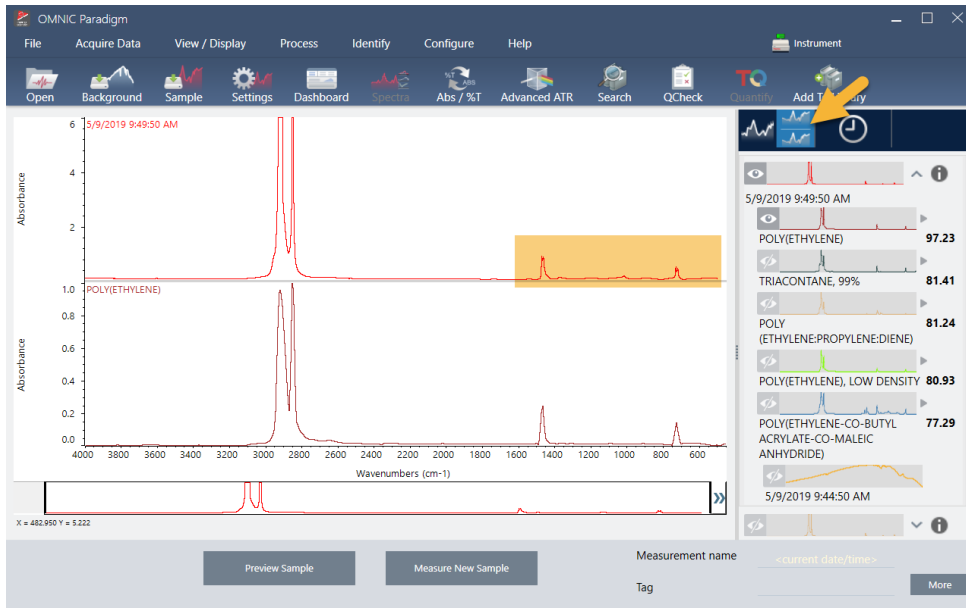 OMNIC Paradigm
File Acquire Data View / Display Process Identify Configure Help Instrument
%T ABS TQ
Open Background Sample Settings Dashboard Spectra Abs / %T Advanced ATR Search QCheck Quantify
6 5/9/2019 9:49:50 AM
4
Absorbance
2
1.0 POLY(ETHYLENE)
0.8
0.6
Absorbance
0.4
0.2
0.0
4000 3800 3600 3400 3200 3000 2800 2600 2400 2200 2000 1800 1600 1400 1200 1000 800 600
Wavenumbers (cm-1)
X = 482.950 Y = 5.222
5/9/2019 9:49:50 AM
POLY(ETHYLENE) 97.23
TRIACONTANE, 99% 81.41
POLY 81.24
(ETHYLENE:PROPYLENE:DIENE)
POLY(ETHYLENE), LOW DENSITY 80.93
POLY(ETHYLENE-CO-BUTYL 77.29
ACRYLATE-CO-MALEIC
ANHYDRIDE)
5/9/2019 9:44:50 AM
Preview Sample Measure New Sample
Measurement name <current date/time>
Tag More